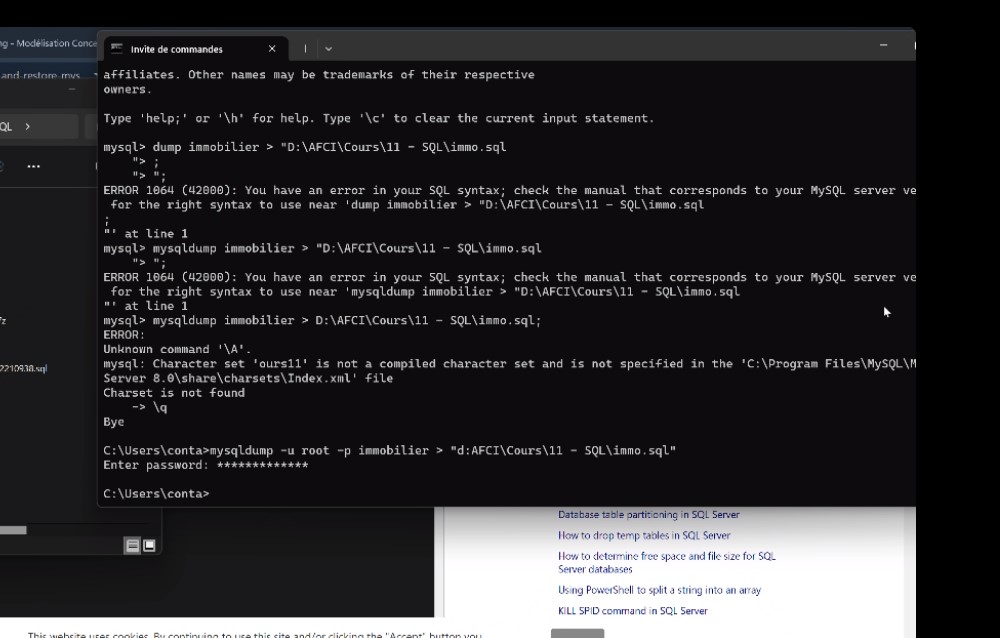 ng - Modélisation Conce
Invite de commandes
and-restore-mys
QL >
2210938.sql
affiliates. Other names may be trademarks of their respective
owners.
Type 'help;' or '\h' for help. Type '\c' to clear the current input statement.
mysql> dump immobilier > "D:\AFCI\Cours\11 - SQL\immo.sql
"> ;
"> ";
ERROR 1064 (42000): You have an error in your SQL syntax; check the manual that corresponds to your MySQL server ve
for the right syntax to use near 'dump immobilier > "D:\AFCI\Cours\11 - SQL\immo.sql
;
"' at line 1
mysql> mysqldump immobilier > "D:\AFCI\Cours\11 - SQL\immo.sql
"> ";
ERROR 1064 (42000): You have an error in your SQL syntax; check the manual that corresponds to your MySQL server ve
for the right syntax to use near 'mysqldump immobilier > "D:\AFCI\Cours\11 - SQL\immo.sql
"' at line 1
mysql> mysqldump immobilier > D:\AFCI\Cours\11 - SQL\immo.sql;
ERROR:
Unknown command '\A'.
mysql: Character set 'ours11' is not a compiled character set and is not specified in the 'C:\Program Files\MySQL\M
Server 8.0\share\charsets\Index.xml' file
Charset is not found
-> \q
Bye
C:\Users\conta>mysqldump -u root -p immobilier > "d:AFCI\Cours\11 - SQL\immo.sql"
Enter password: *************
C:\Users\conta>
Database table partitioning in SQL Server
How to drop temp tables in SQL Server
How to determine free space and file size for SQL
Server databases
Using PowerShell to split a string into an array
KILL SPID command in SQL Server
This website uses cookies. By continuing to use this site and/or clicking the "Accept" button you